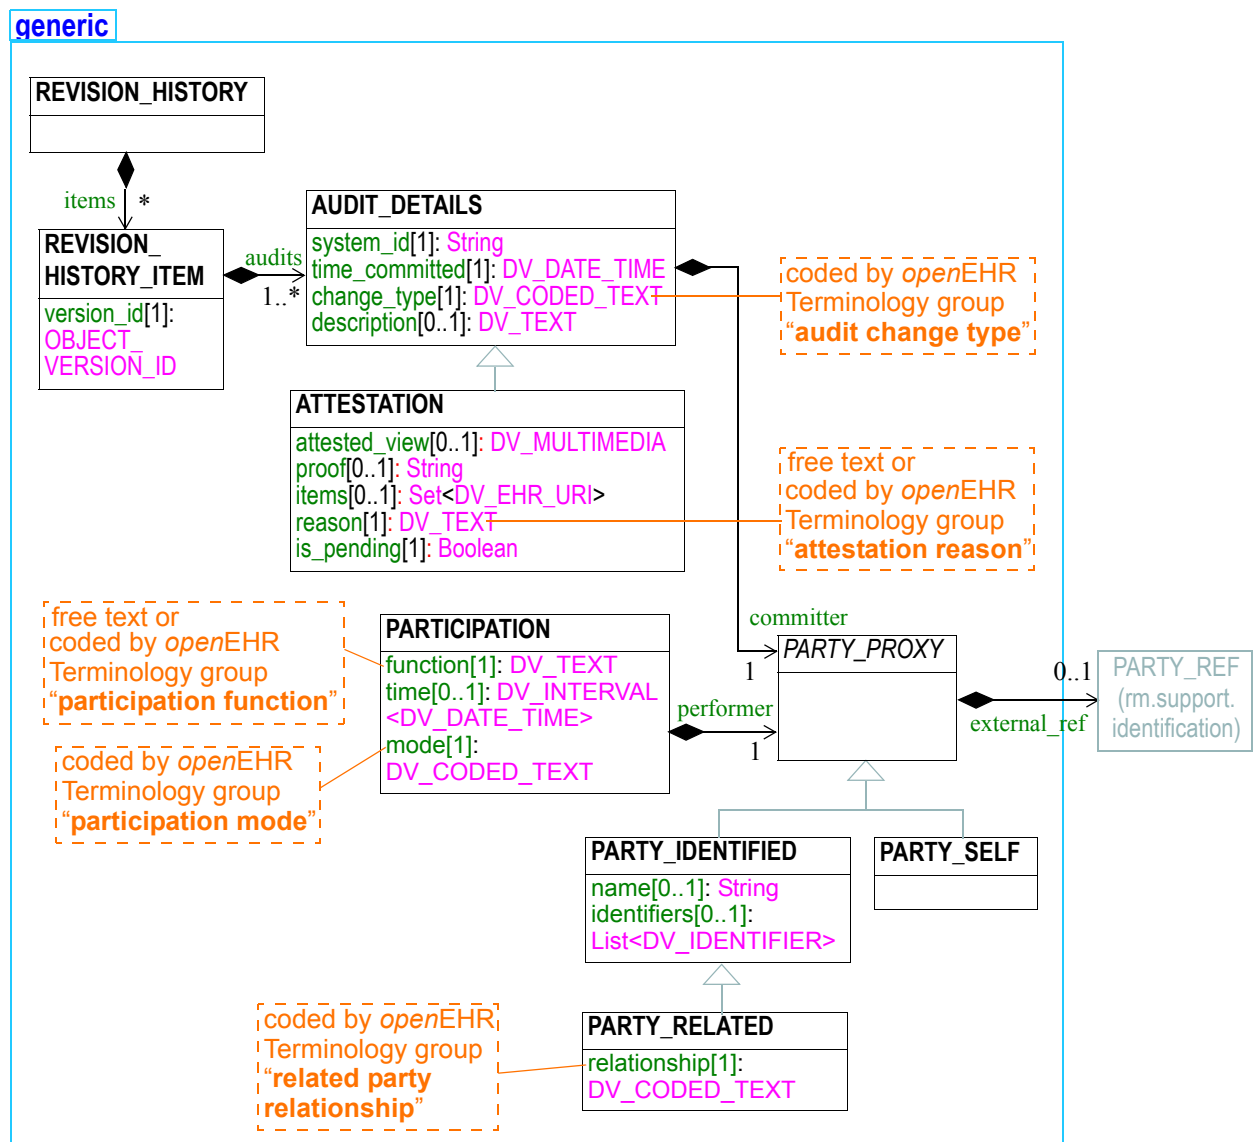 generic
REVISION_HISTORY
items *
REVISION_
HISTORY_ITEM
version_id[1]:
OBJECT_
VERSION_ID
audits
1..*
AUDIT_DETAILS
system_id[1]: String
time_committed[1]: DV_DATE_TIME
change_type[1]: DV_CODED_TEXT
description[0..1]: DV_TEXT
coded by openEHR
Terminology group
“audit change type”
ATTESTATION
attested_view[0..1]: DV_MULTIMEDIA
proof[0..1]: String
items[0..1]: Set<DV_EHR_URI>
reason[1]: DV_TEXT
is_pending[1]: Boolean
free text or
coded by openEHR
Terminology group
“attestation reason”
free text or
coded by openEHR
Terminology group
“participation function”
coded by openEHR
Terminology group
“participation mode”
PARTICIPATION
function[1]: DV_TEXT
time[0..1]: DV_INTERVAL
<DV_DATE_TIME>
mode[1]:
DV_CODED_TEXT
performer
1
committer
1
PARTY_PROXY
0..1
external_ref
PARTY_REF
(rm.support.
identification)
PARTY_IDENTIFIED
name[0..1]: String
identifiers[0..1]:
List<DV_IDENTIFIER>
PARTY_SELF
coded by openEHR
Terminology group
“related party
relationship”
PARTY_RELATED
relationship[1]:
DV_CODED_TEXT